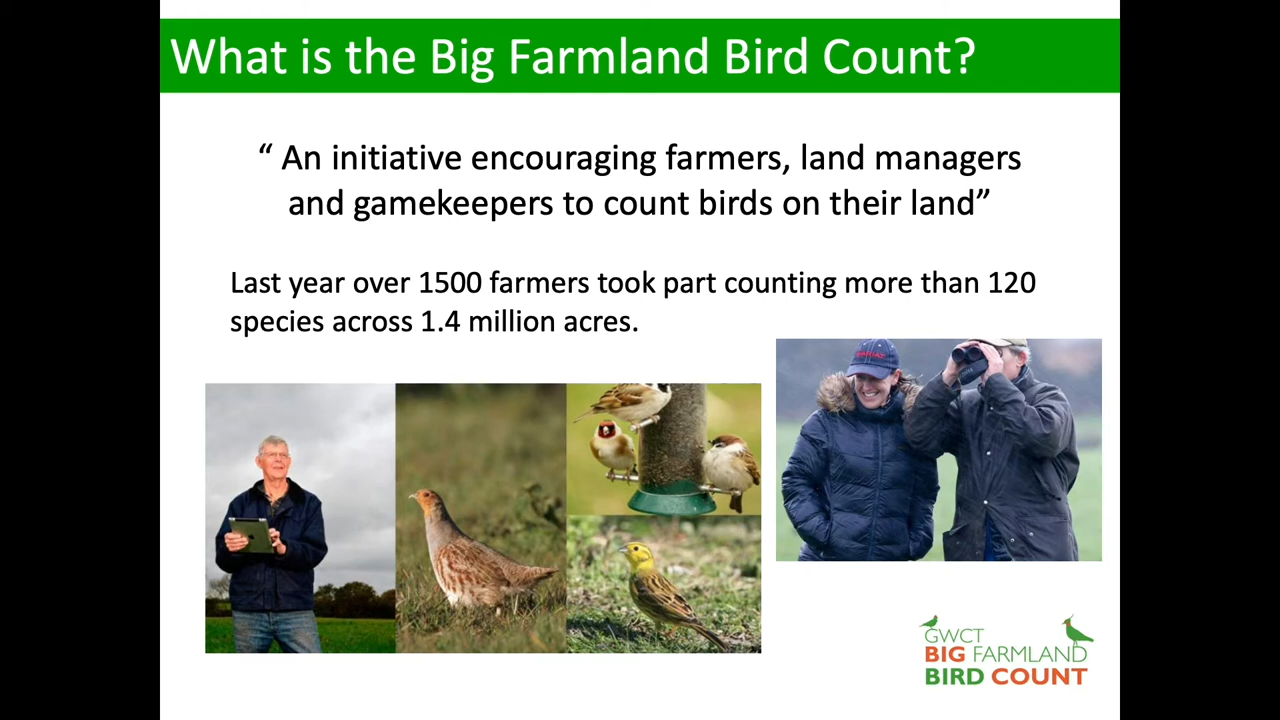 What is the Big Farmland Bird Count?
“ An initiative encouraging farmers, land managers
and gamekeepers to count birds on their land”
Last year over 1500 farmers took part counting more than 120
species across 1.4 million acres.
ARIAT
GWCT
BIG FARMLAND
BIRD COUNT